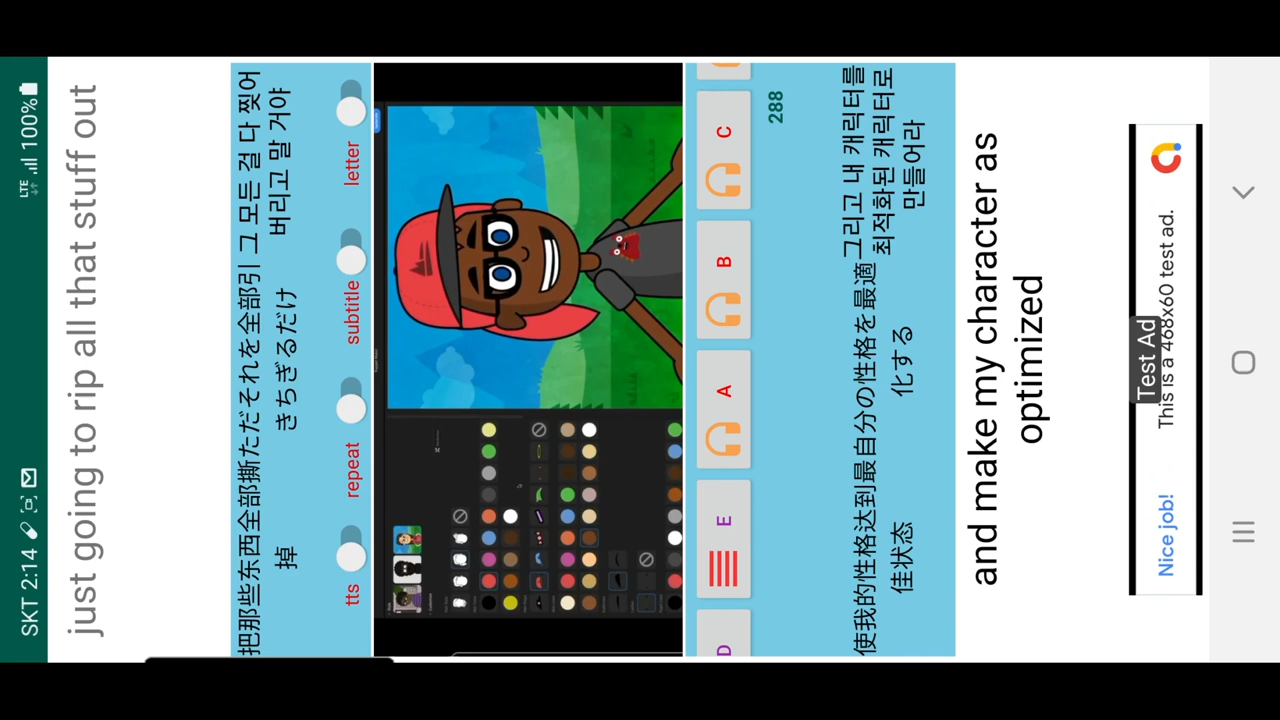 SKT 2:14 LTE 100%
just going to rip all that stuff out
把那些东西全部撕掉
ただそれを全部引きちぎるだけ
그 모든 걸 다 찢어
버리고 말 거야
tts repeat subtitle letter
D E A B C
288
使我的性格达到最
佳状态
自分の性格を最適
化する
그리고 내 캐릭터를
최적화된 캐릭터로
만들어라
and make my character as
optimized
Test Ad
Nice job! This is a 468x60 test ad.